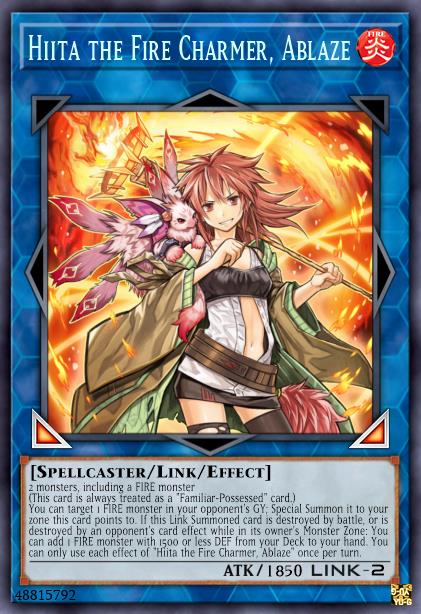 Hiita the Fire Charmer, Ablaze
FIRE
炎
[Spellcaster/Link/Effect]
2 monsters, including a FIRE monster
(This card is always treated as a "Familiar-Possessed" card.)
You can target 1 FIRE monster in your opponent's GY; Special Summon it to your
zone this card points to. If this Link Summoned card is destroyed by battle, or is
destroyed by an opponent's card effect while in its owner's Monster Zone: You
can add 1 FIRE monster with 1500 or less DEF from your Deck to your hand. You
can only use each effect of "Hiita the Fire Charmer, Ablaze" once per turn.
ATK/1850 LINK-2
48815792